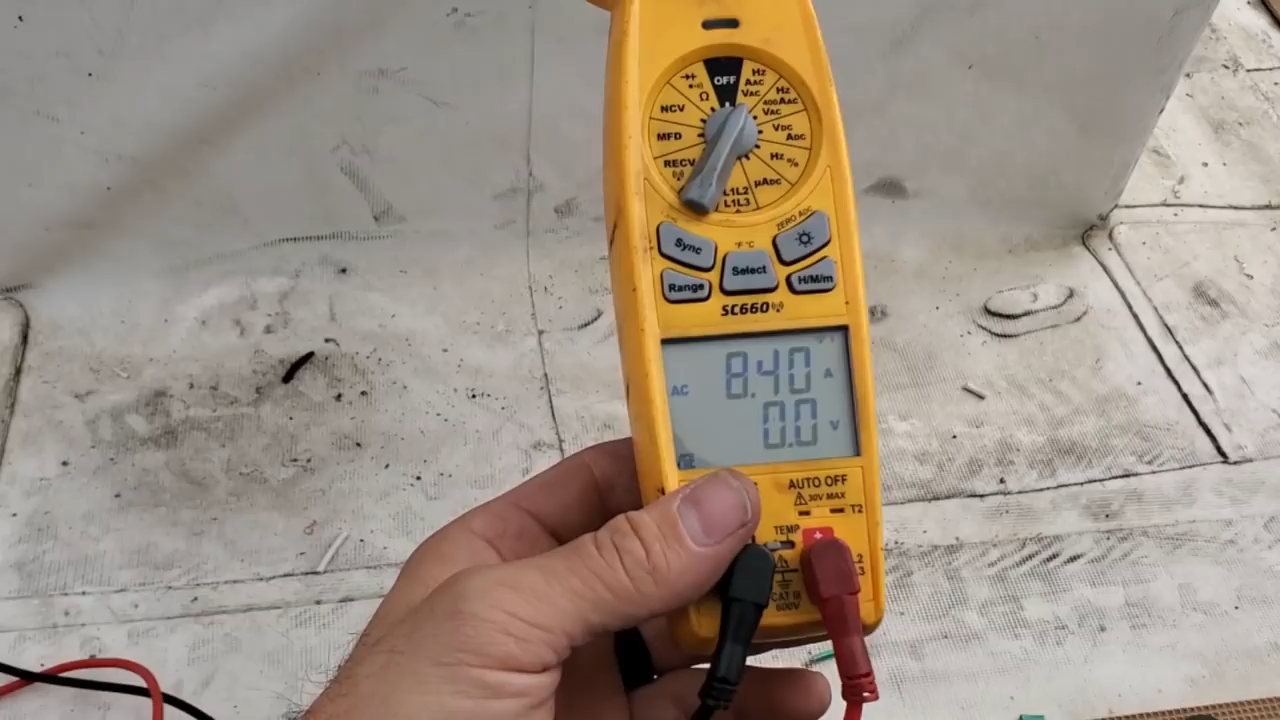 OFF
Hz
AAC
VAC
Hz
400AAC
VAC
VDC
ADC
Hz %
µADC
L1L2
L1L3
RECV
MFD
NCV
Ω
ZERO ADC
Sync
°F °C
Select
Range
H/M/m
SC660
AC 8.40 A
0.0 V
AUTO OFF
30V MAX
T2
TEMP
+
CAT III
600V